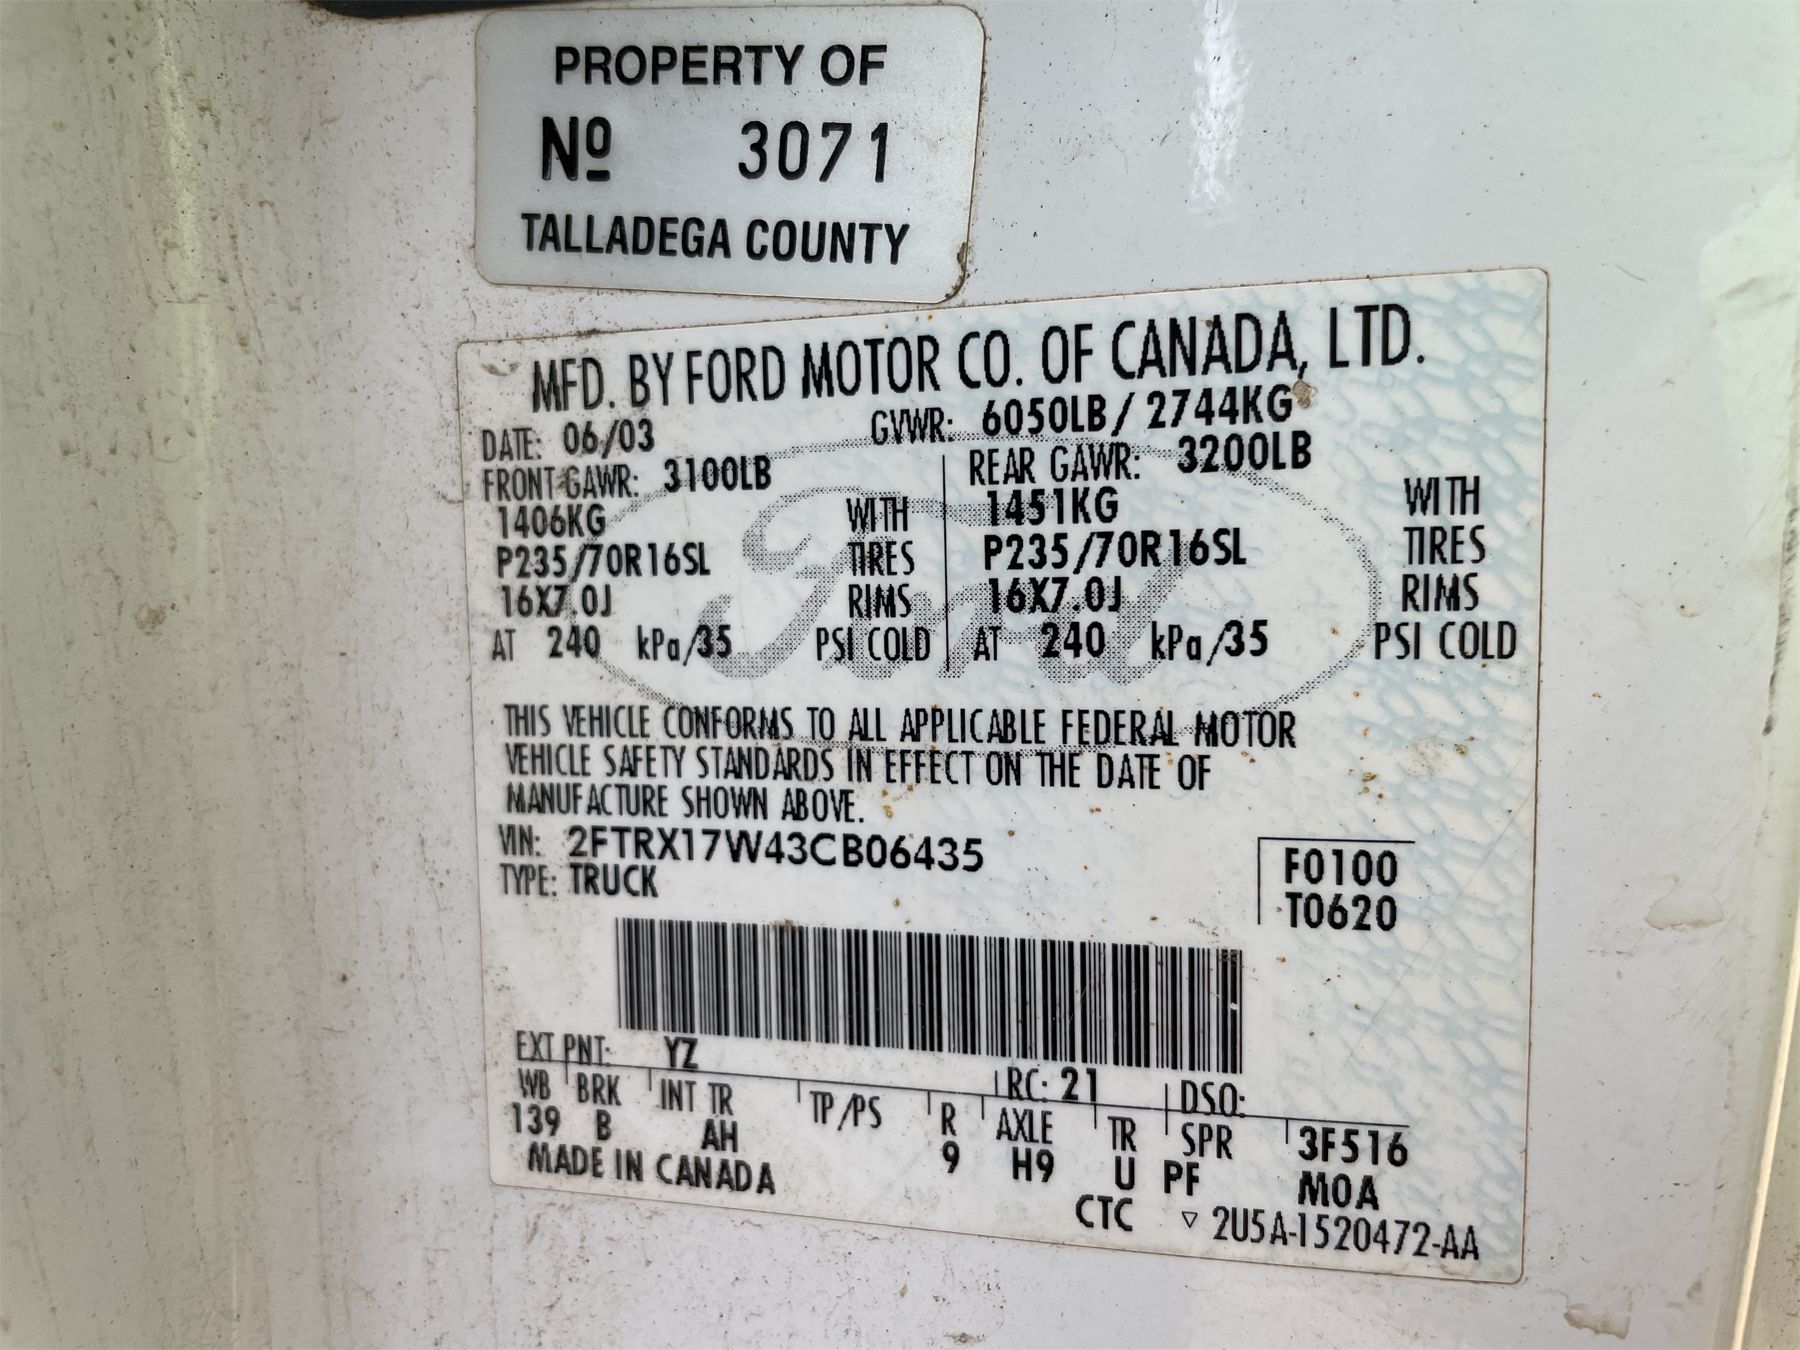 PROPERTY OF
Nº 3071
TALLADEGA COUNTY
MFD. BY FORD MOTOR CO. OF CANADA, LTD.
DATE: 06/03 GVWR: 6050LB / 2744KG
FRONT GAWR: 3100LB REAR GAWR: 3200LB
1406KG WITH 1451KG WITH
P235/70R16SL TIRES P235/70R16SL TIRES
16X7.0J RIMS 16X7.0J RIMS
AT 240 kPa/35 PSI COLD AT 240 kPa/35 PSI COLD
Ford
THIS VEHICLE CONFORMS TO ALL APPLICABLE FEDERAL MOTOR
VEHICLE SAFETY STANDARDS IN EFFECT ON THE DATE OF
MANUFACTURE SHOWN ABOVE.
VIN: 2FTRX17W43CB06435 F0100
TYPE: TRUCK T0620
EXT PNT: YZ RC: 21 DSO:
WB BRK INT TR TP/PS R AXLE TR SPR 3F516
139 B AH 9 H9 U PF M0A
MADE IN CANADA
CTC ▽ 2U5A-1520472-AA